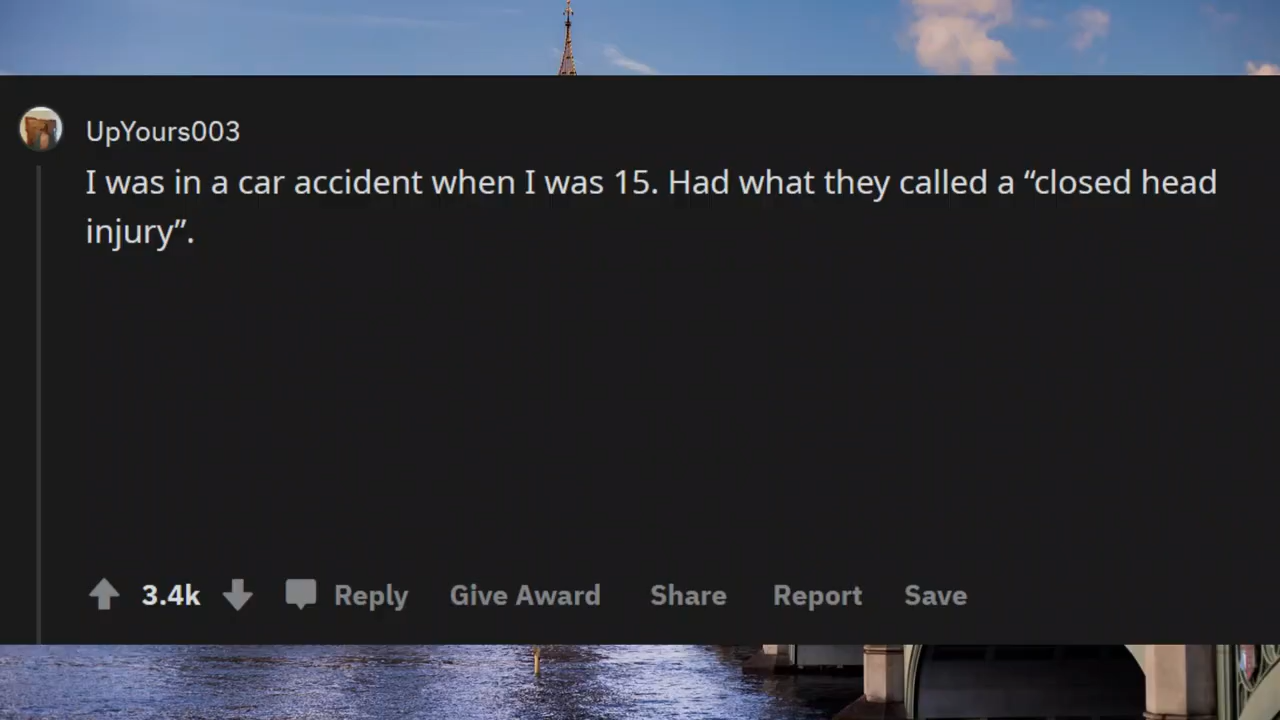 UpYours003
I was in a car accident when I was 15. Had what they called a “closed head
injury”.
3.4k Reply Give Award Share Report Save